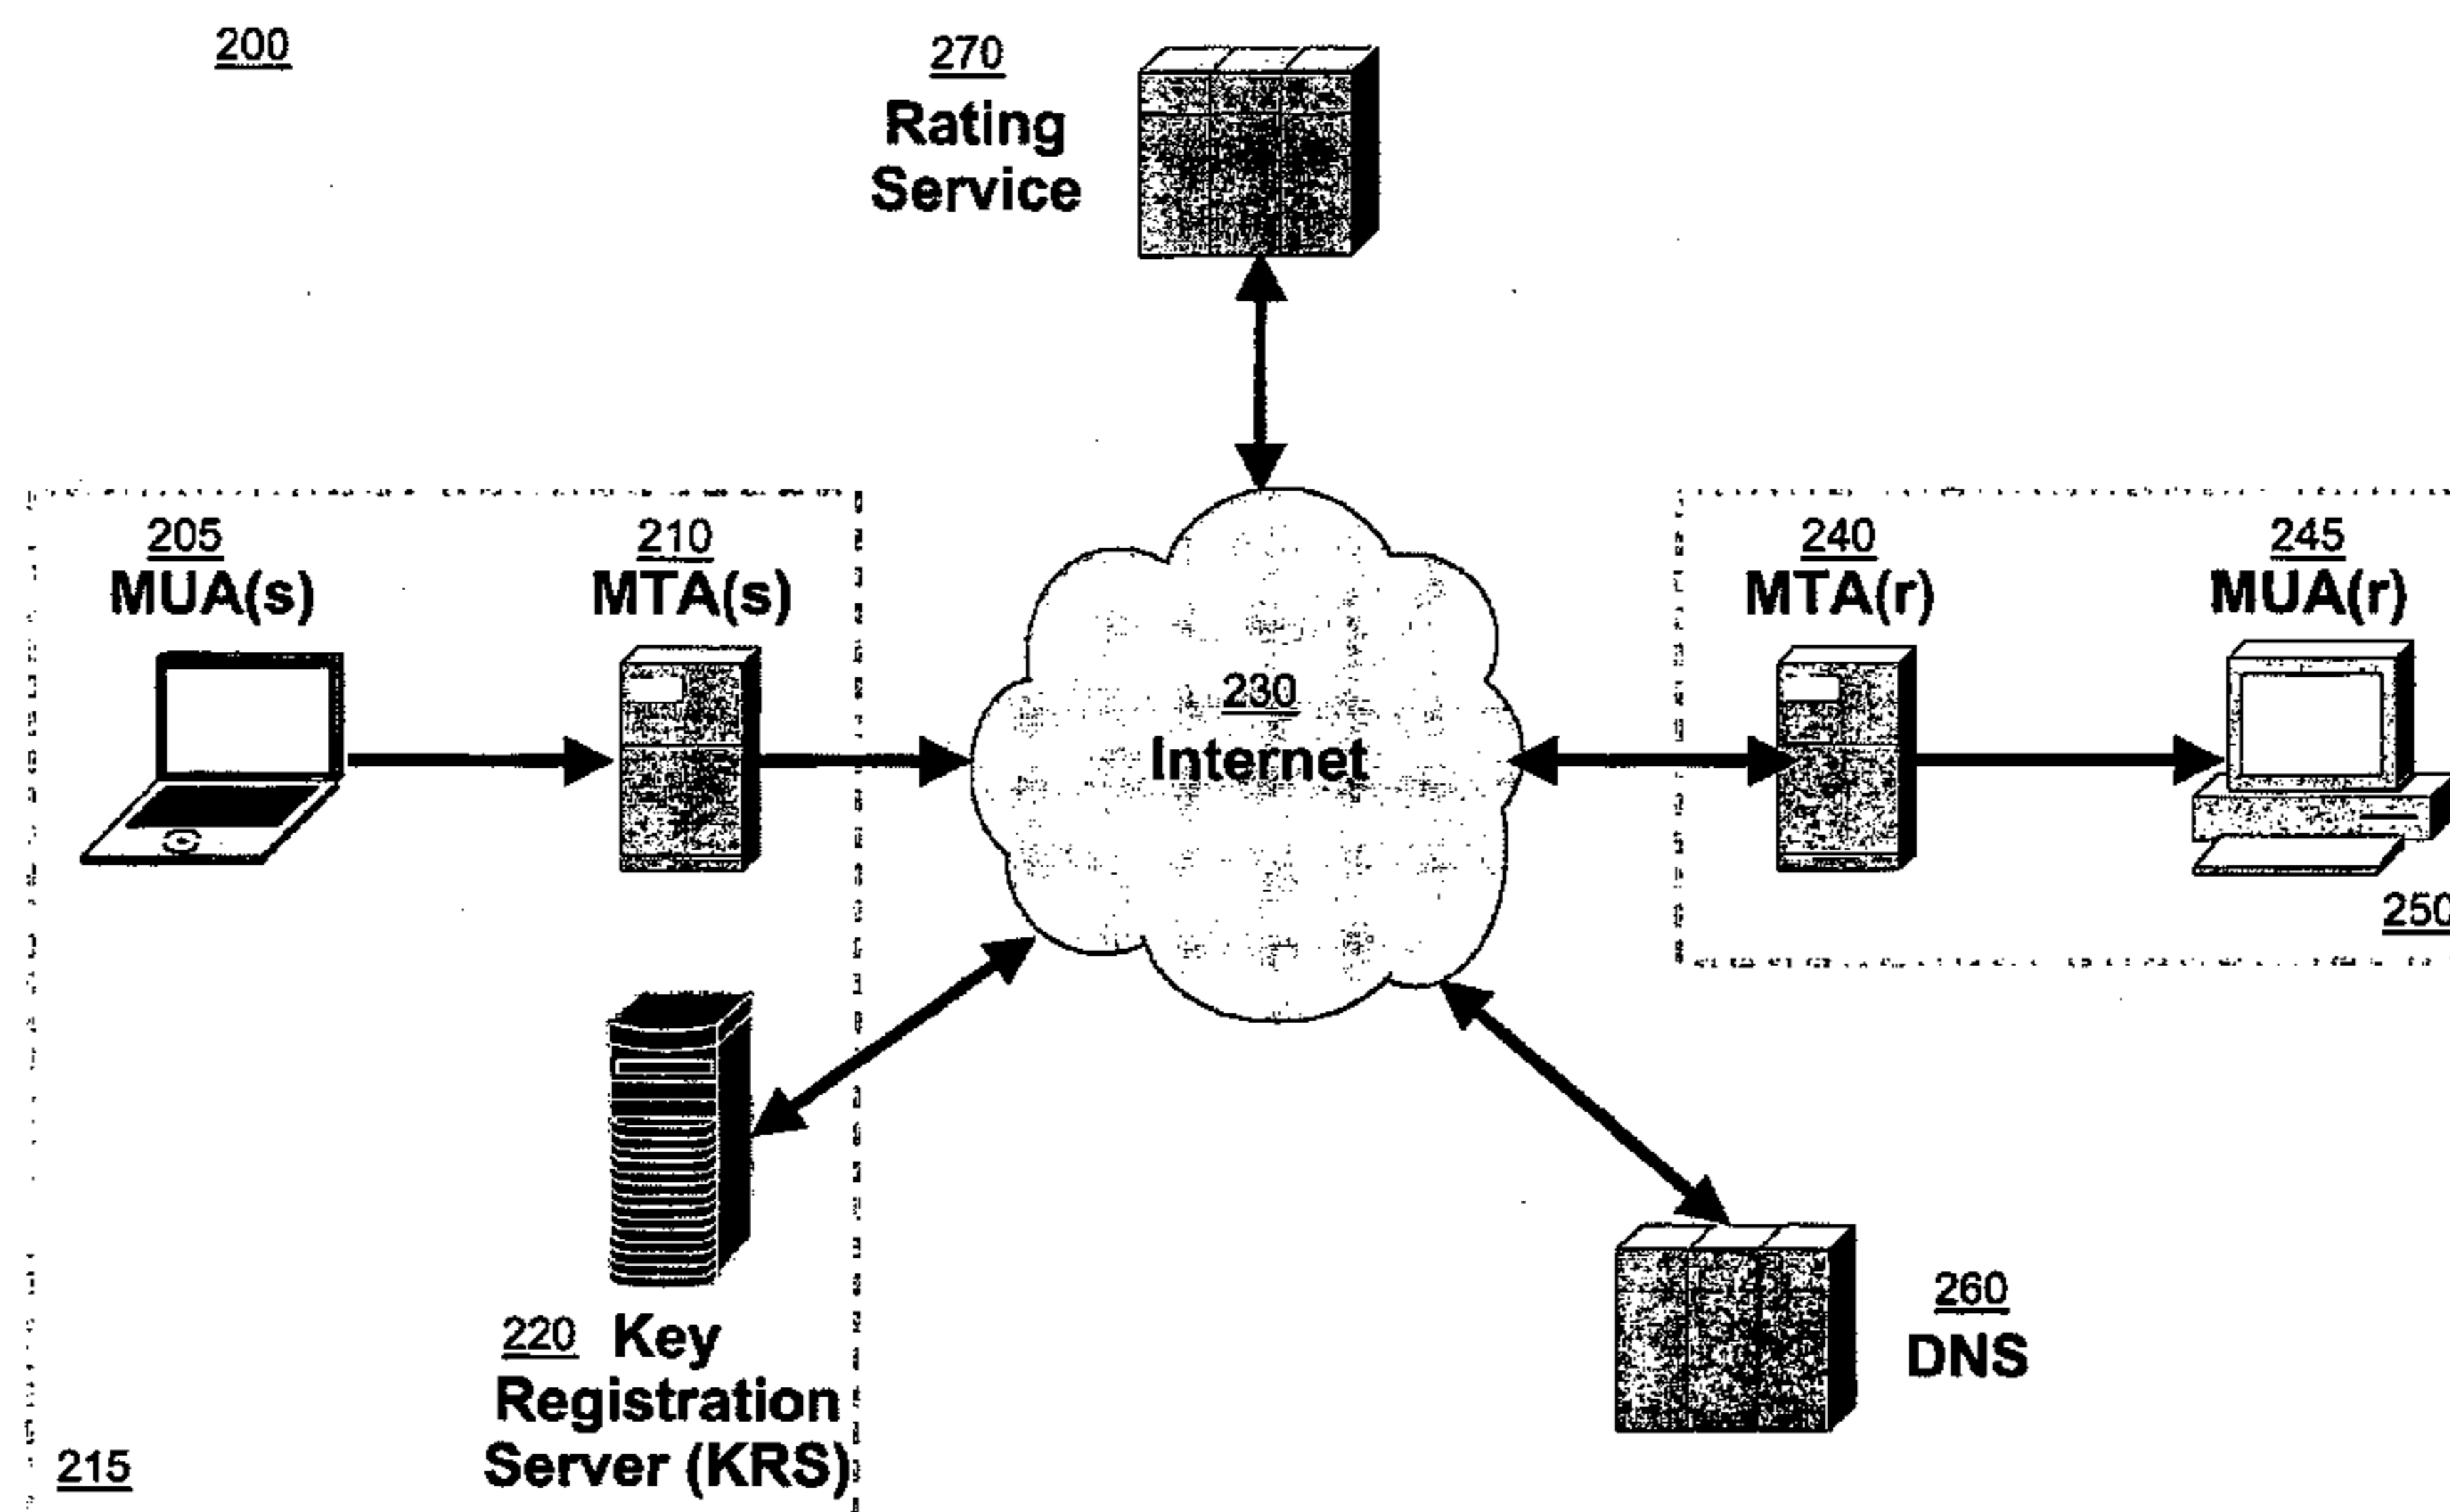 200
270
Rating
Service
205
MUA(s)
210
MTA(s)
230
Internet
240
MTA(r)
245
MUA(r)
250
220 Key
Registration
Server (KRS)
215
260
DNS